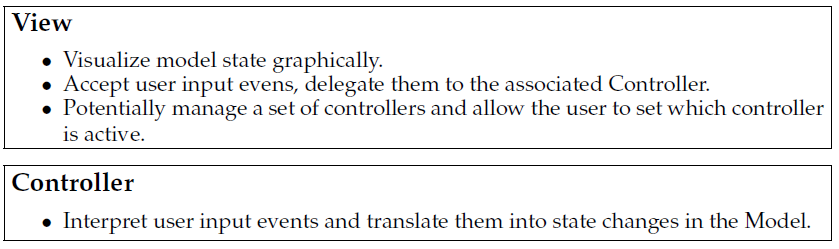 View
• Visualize model state graphically.
• Accept user input evens, delegate them to the associated Controller.
• Potentially manage a set of controllers and allow the user to set which controller
is active.
Controller
• Interpret user input events and translate them into state changes in the Model.